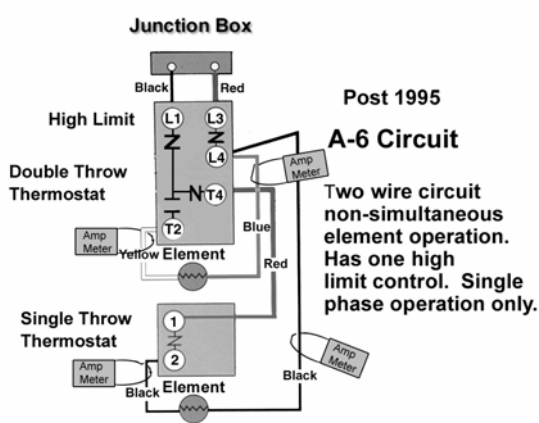 Junction Box
Black
Red
High Limit
L1
L3
L4
Double Throw
Thermostat
T4
T2
Amp
Meter
Yellow
Element
Blue
Red
Amp
Meter
Post 1995
A-6 Circuit
Two wire circuit
non-simultaneous
element operation.
Has one high
limit control. Single
phase operation only.
Single Throw
Thermostat
1
2
Amp
Meter
Black
Element
Black
Amp
Meter